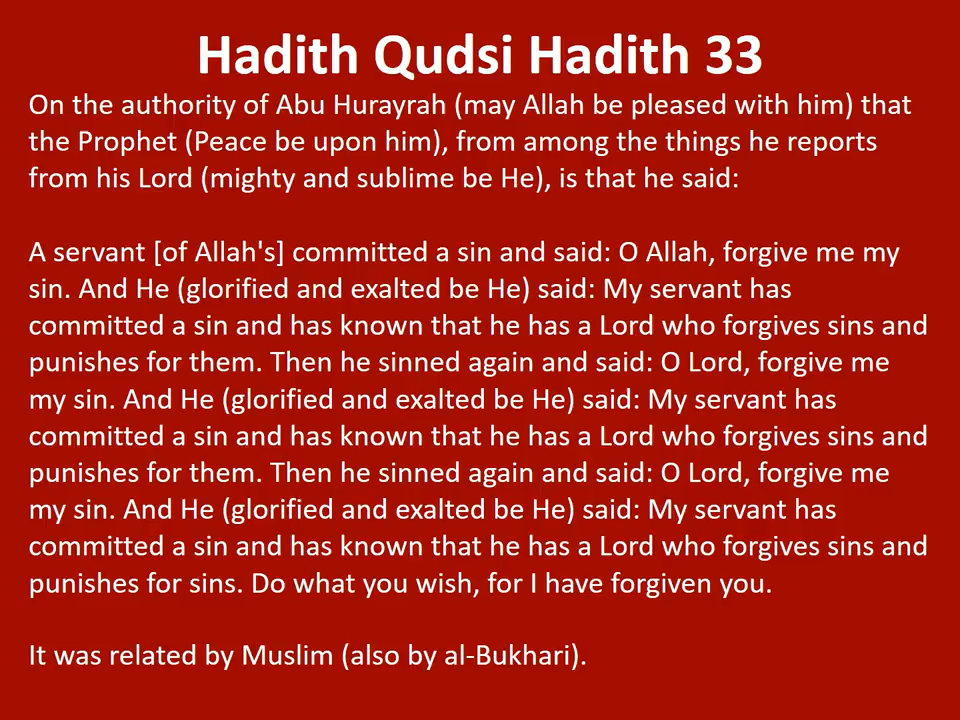 Hadith Qudsi Hadith 33
On the authority of Abu Hurayrah (may Allah be pleased with him) that
the Prophet (Peace be upon him), from among the things he reports
from his Lord (mighty and sublime be He), is that he said:
A servant [of Allah's] committed a sin and said: O Allah, forgive me my
sin. And He (glorified and exalted be He) said: My servant has
committed a sin and has known that he has a Lord who forgives sins and
punishes for them. Then he sinned again and said: O Lord, forgive me
my sin. And He (glorified and exalted be He) said: My servant has
committed a sin and has known that he has a Lord who forgives sins and
punishes for them. Then he sinned again and said: O Lord, forgive me
my sin. And He (glorified and exalted be He) said: My servant has
committed a sin and has known that he has a Lord who forgives sins and
punishes for sins. Do what you wish, for I have forgiven you.
It was related by Muslim (also by al-Bukhari).